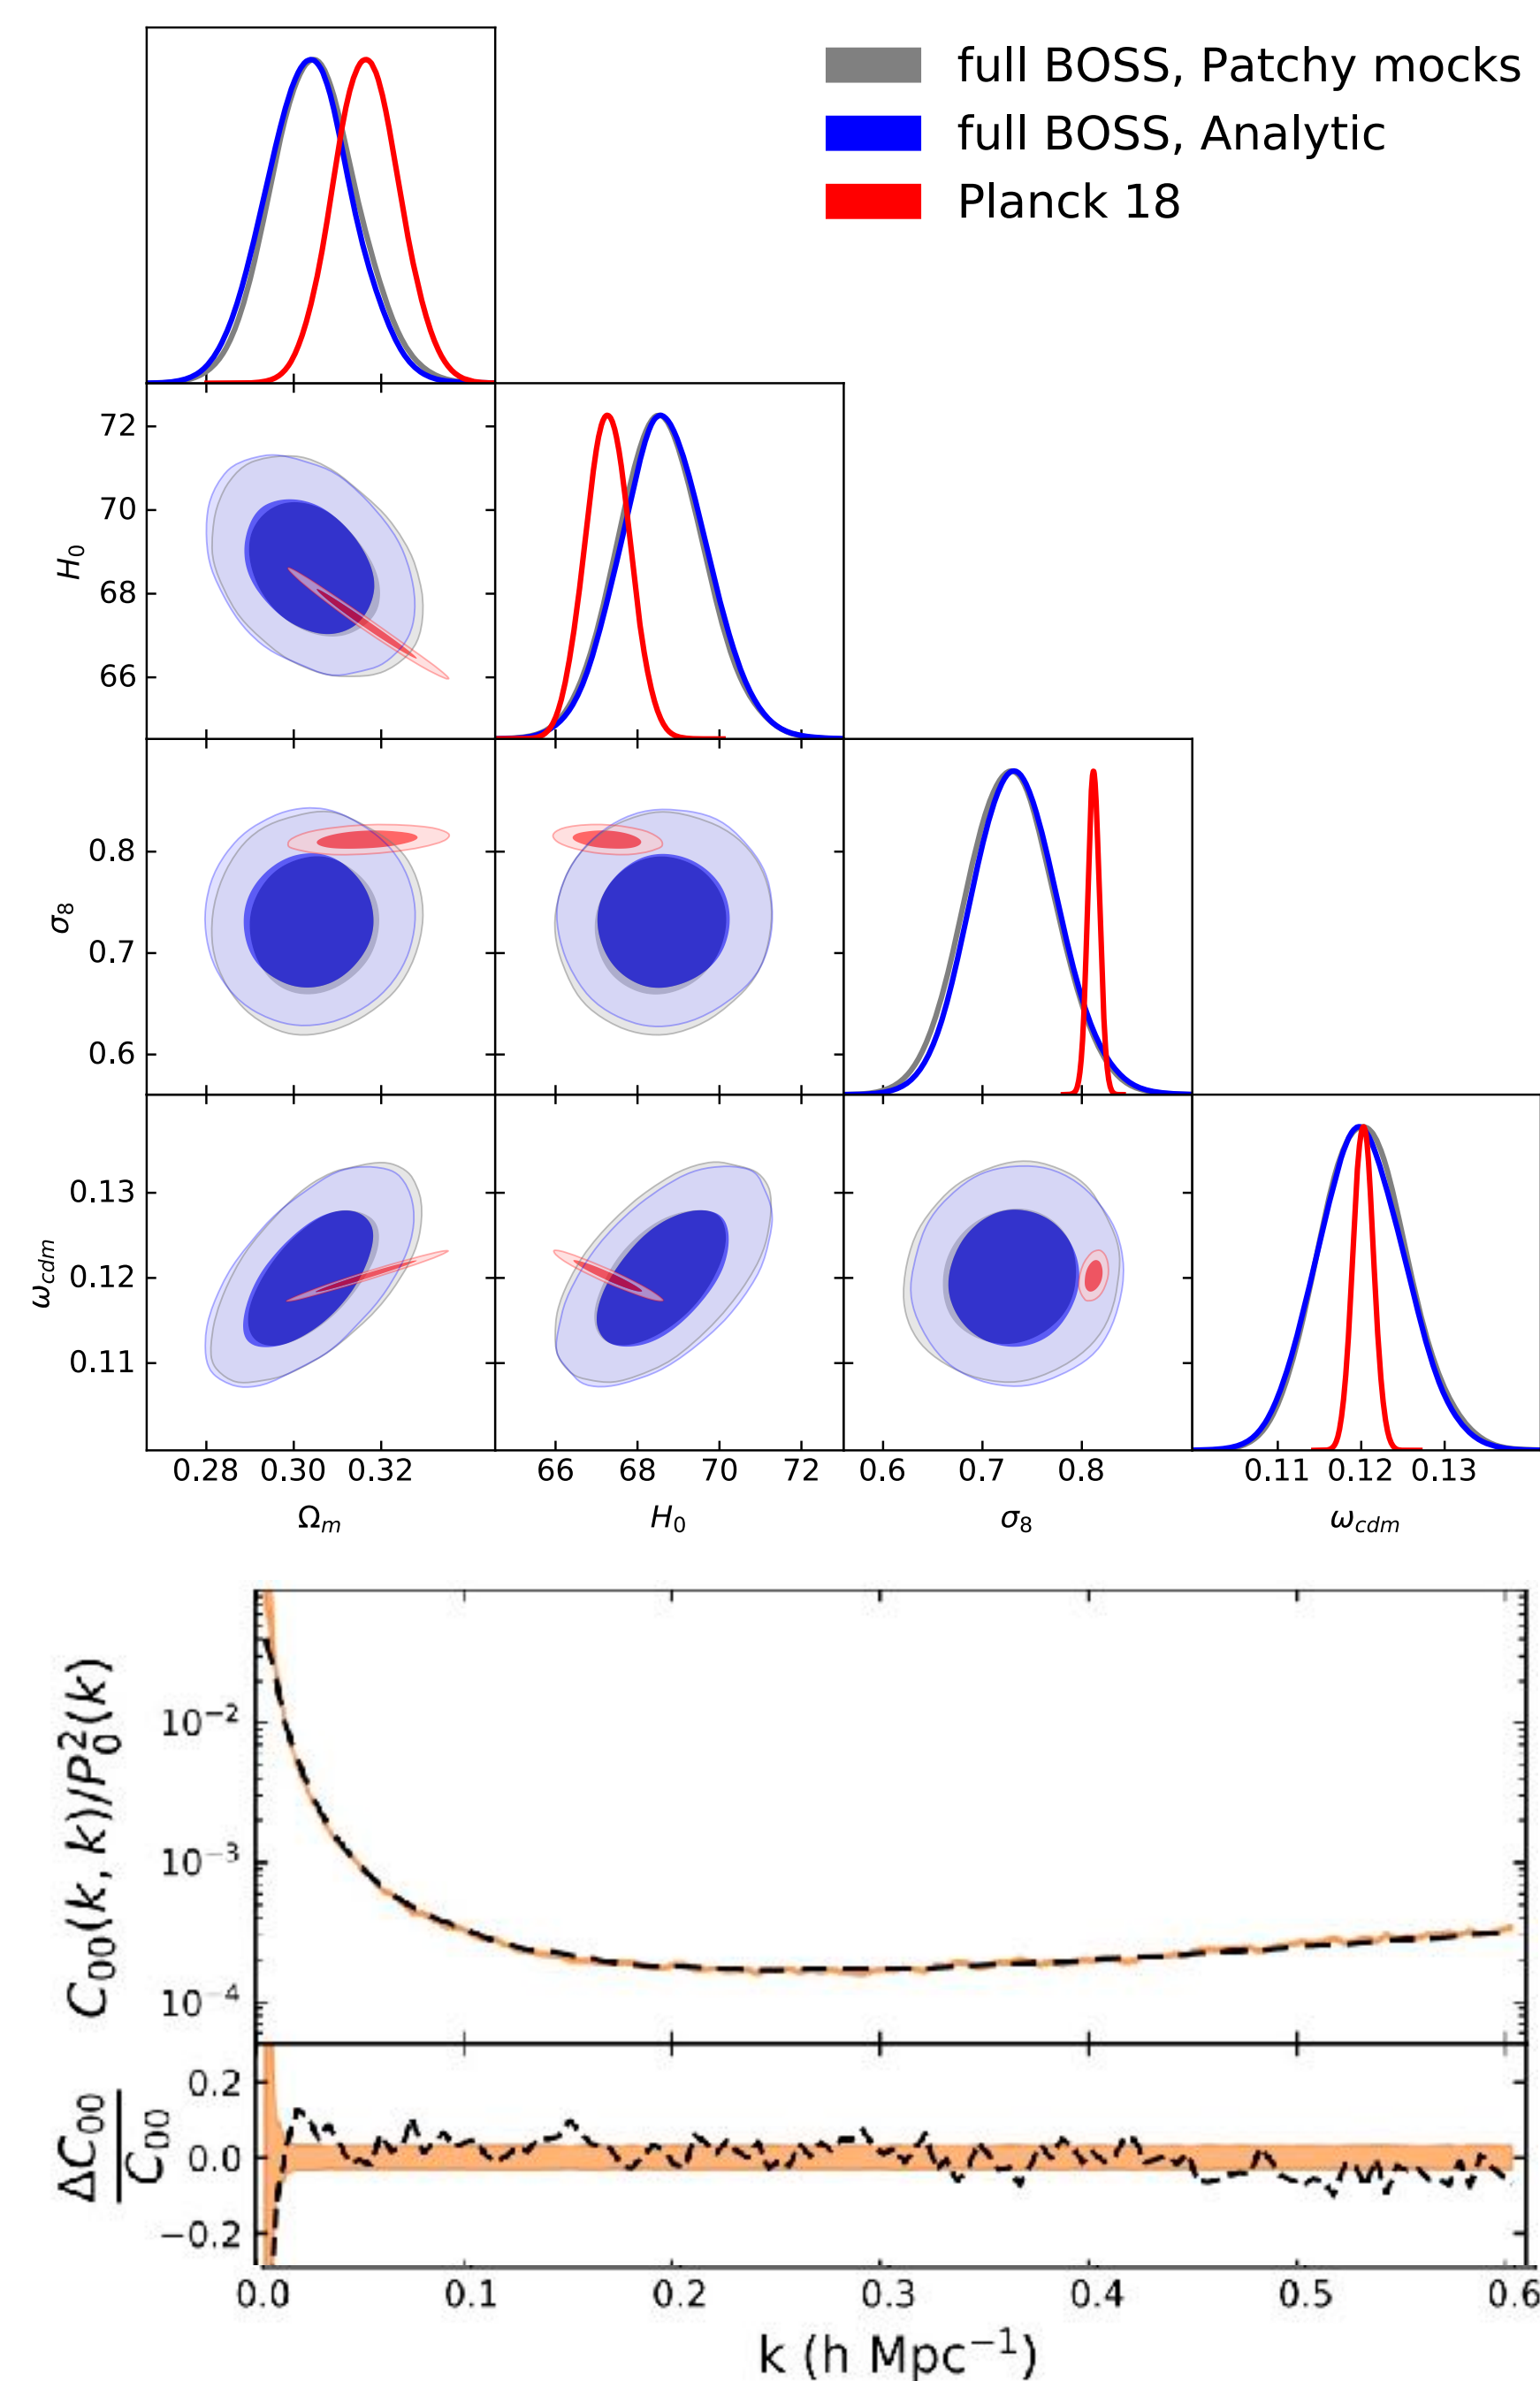 full BOSS, Patchy mocks
full BOSS, Analytic
Planck 18
72
70
68
66
H₀
0.8
0.7
0.6
σ₈
0.13
0.12
0.11
ω_cdm
0.28 0.30 0.32 66 68 70 72 0.6 0.7 0.8 0.11 0.12 0.13
Ω_m H₀ σ₈ ω_cdm
10⁻²
10⁻³
10⁻⁴
C₀₀(k, k)/P₀²(k)
0.2
0.0
−0.2
ΔC₀₀
C₀₀
0.0 0.1 0.2 0.3 0.4 0.5 0.6
k (h Mpc⁻¹)